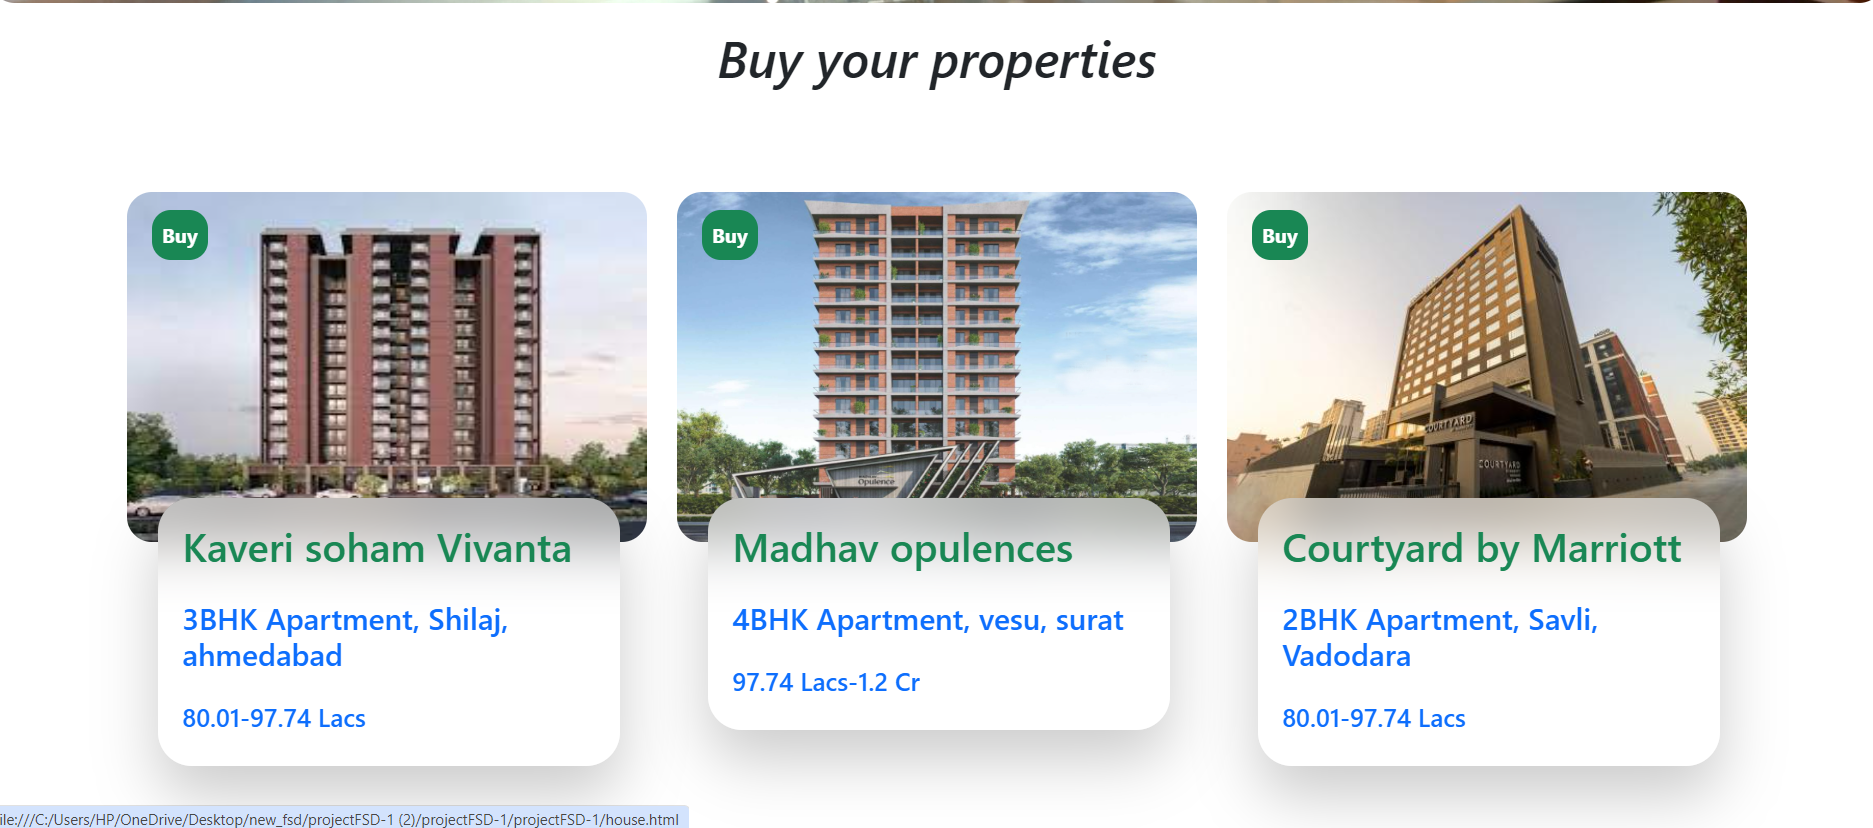 Buy your properties
Buy
Buy
Buy
Opulence
COURTYARD
COURTYARD
Kaveri soham Vivanta
3BHK Apartment, Shilaj,
ahmedabad
80.01-97.74 Lacs
Madhav opulences
4BHK Apartment, vesu, surat
97.74 Lacs-1.2 Cr
Courtyard by Marriott
2BHK Apartment, Savli,
Vadodara
80.01-97.74 Lacs
ile:///C:/Users/HP/OneDrive/Desktop/new_fsd/projectFSD-1 (2)/projectFSD-1/projectFSD-1/house.html